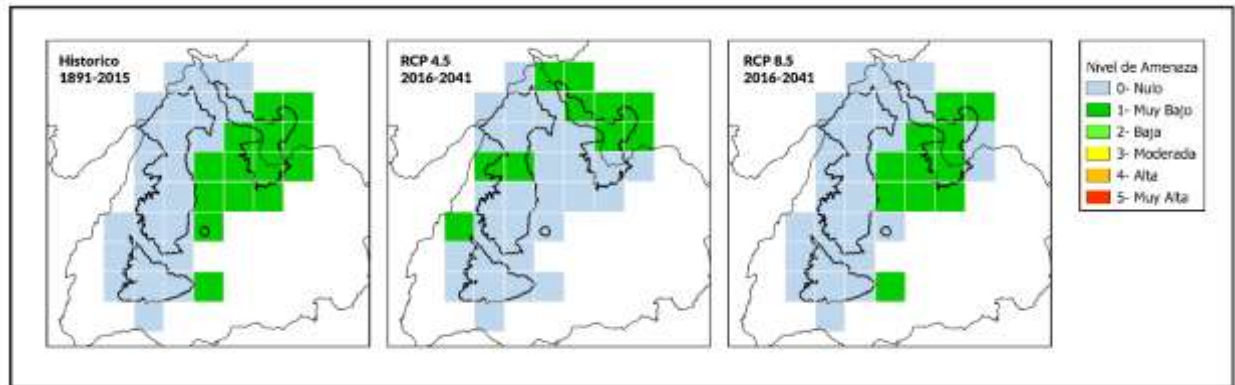 Historico
1891-2015
RCP 4.5
2016-2041
RCP 8.5
2016-2041
Nivel de Amenaza
0- Nulo
1- Muy Bajo
2- Baja
3- Moderada
4- Alta
5- Muy Alta